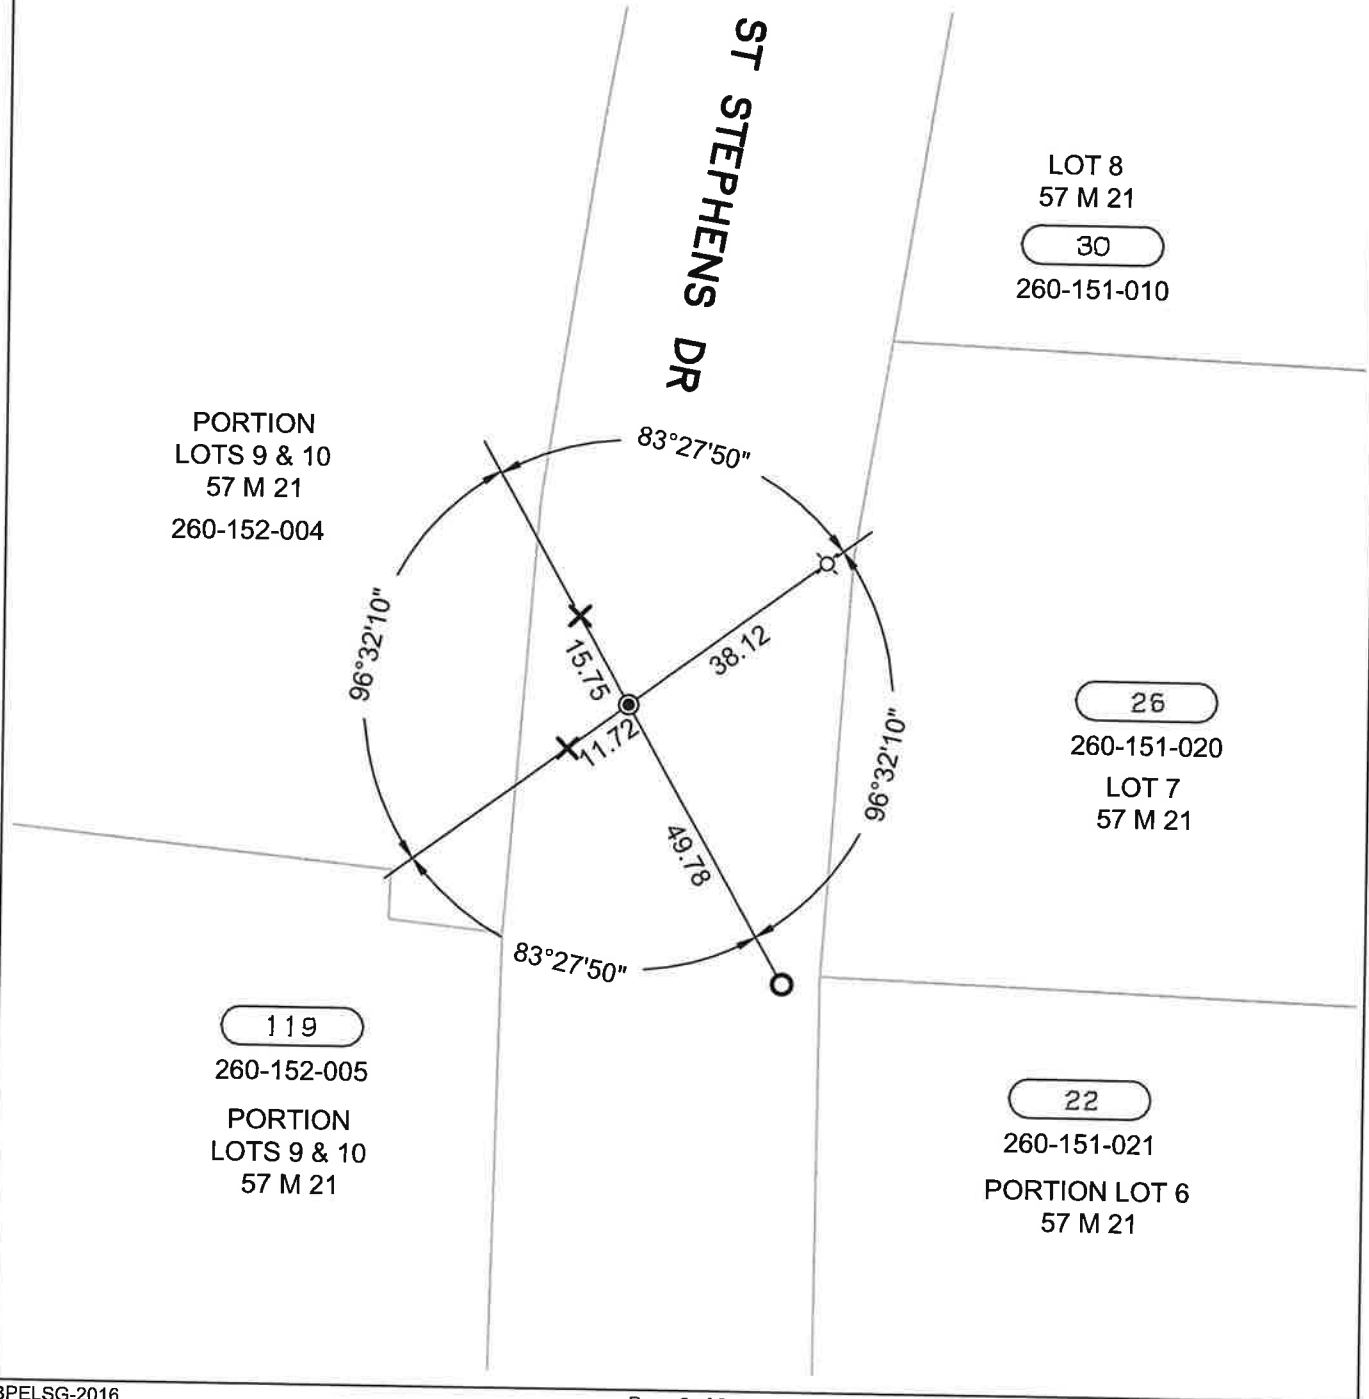 ST STEPHENS DR
LOT 8
57 M 21
30
260-151-010
PORTION
LOTS 9 & 10
57 M 21
260-152-004
83°27'50"
96°32'10"
15.75
38.12
11.72
49.78
96°32'10"
83°27'50"
26
260-151-020
LOT 7
57 M 21
119
260-152-005
PORTION
LOTS 9 & 10
57 M 21
22
260-151-021
PORTION LOT 6
57 M 21
BPELSG-2016